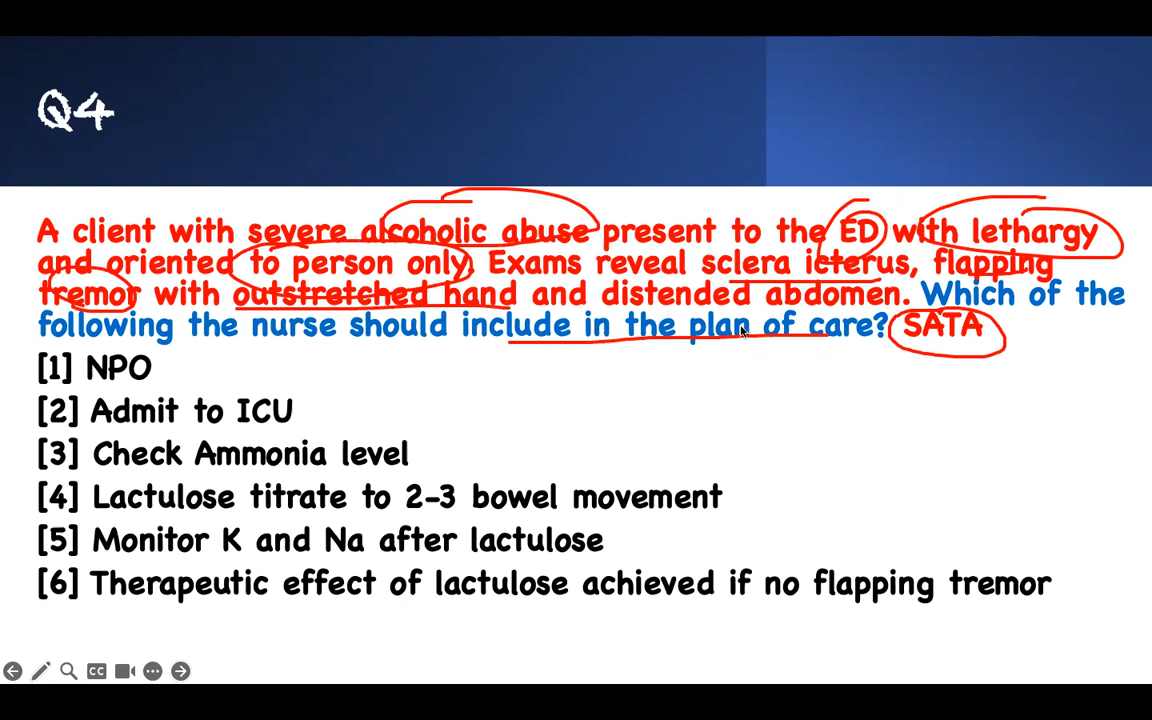 Q4
A client with severe alcoholic abuse present to the ED with lethargy
and oriented to person only. Exams reveal sclera icterus, flapping
tremor with outstretched hand and distended abdomen. Which of the
following the nurse should include in the plan of care? SATA
[1] NPO
[2] Admit to ICU
[3] Check Ammonia level
[4] Lactulose titrate to 2-3 bowel movement
[5] Monitor K and Na after lactulose
[6] Therapeutic effect of lactulose achieved if no flapping tremor
CC